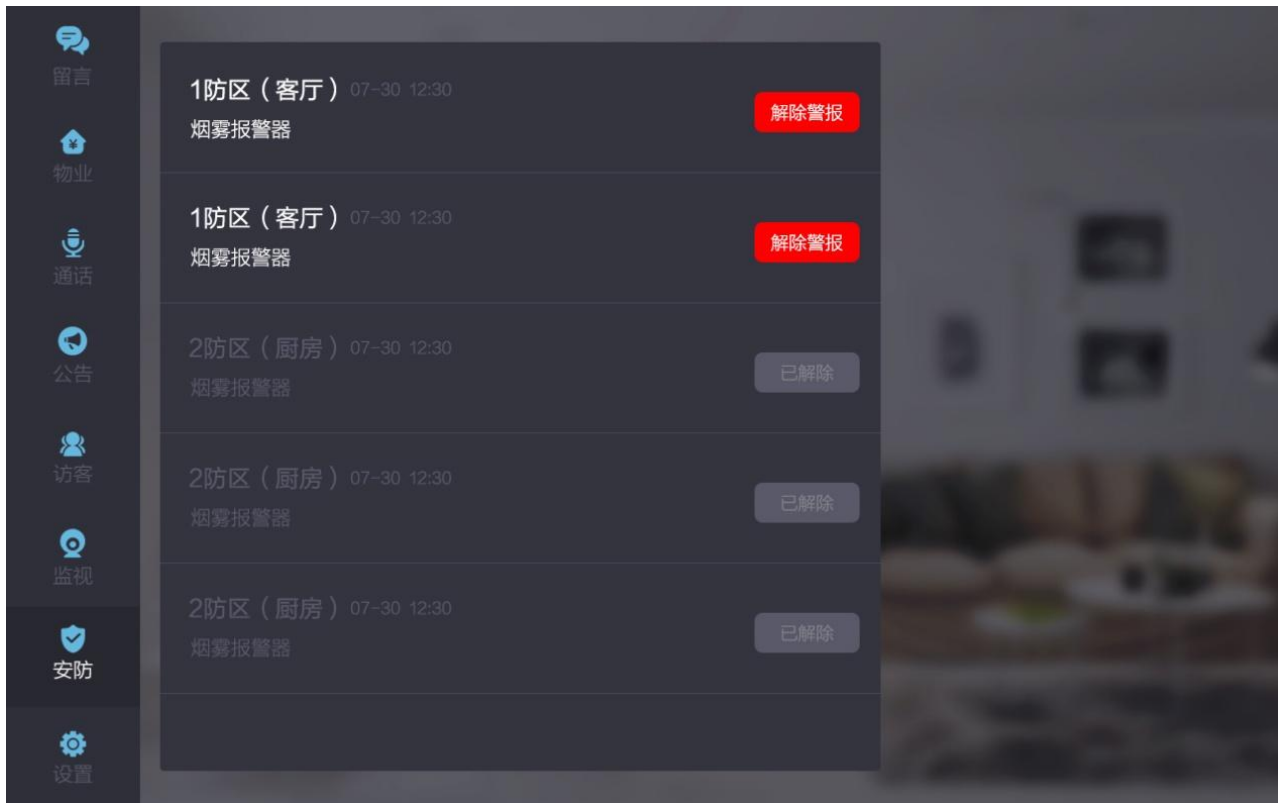 留言
物业
通话
公告
访客
监视
安防
设置
1防区（客厅）07-30 12:30
烟雾报警器
解除警报
1防区（客厅）07-30 12:30
烟雾报警器
解除警报
2防区（厨房）07-30 12:30
烟雾报警器
已解除
2防区（厨房）07-30 12:30
烟雾报警器
已解除
2防区（厨房）07-30 12:30
烟雾报警器
已解除